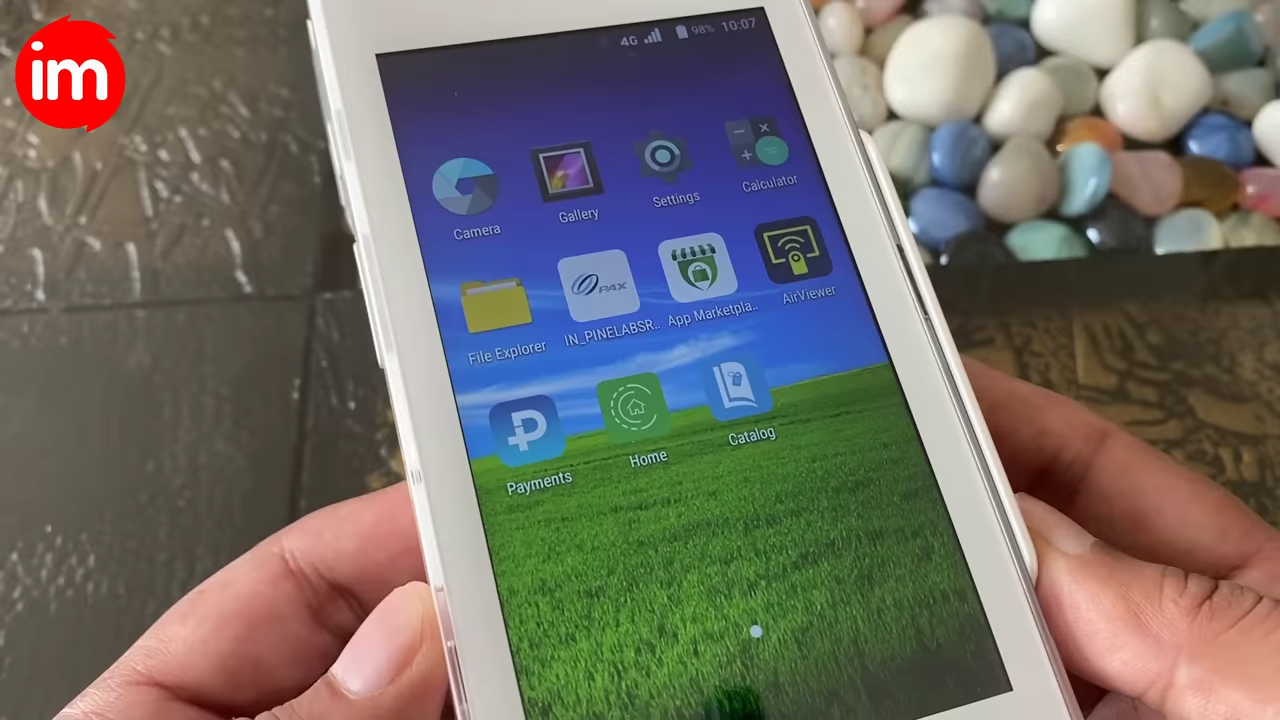 im
4G 98% 10:07
Camera
Gallery
Settings
Calculator
File Explorer
PAX
IN_PINELABSR..
App Marketpla..
AirViewer
Payments
Home
Catalog